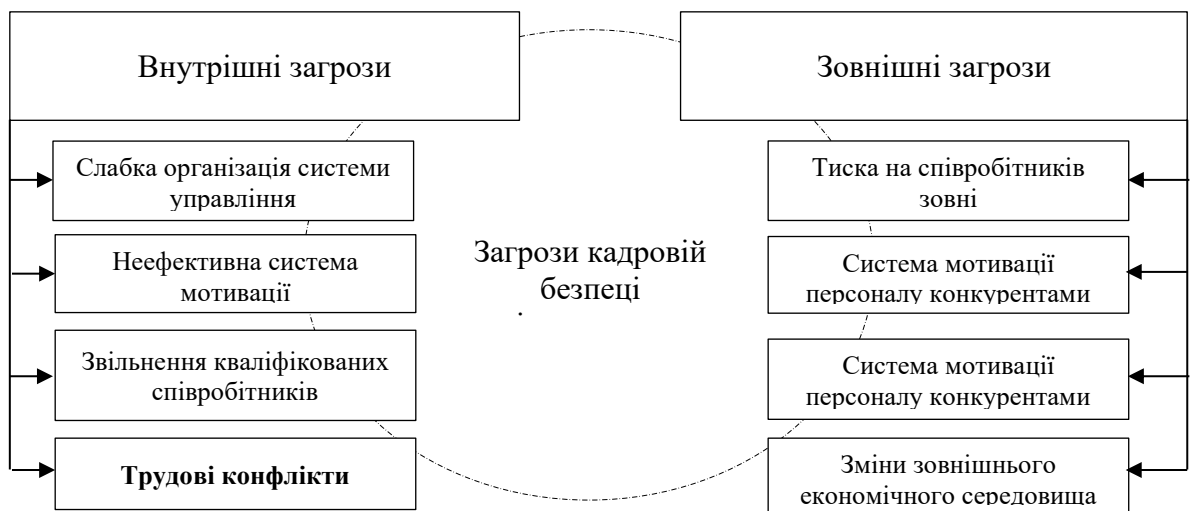 Внутрішні загрози
Слабка організація системи
управління
Неефективна система
мотивації
Звільнення кваліфікованих
співробітників
Трудові конфлікти
Загрози кадровій
безпеці
.
Зовнішні загрози
Тиска на співробітників
зовні
Система мотивації
персоналу конкурентами
Система мотивації
персоналу конкурентами
Зміни зовнішнього
економічного середовища